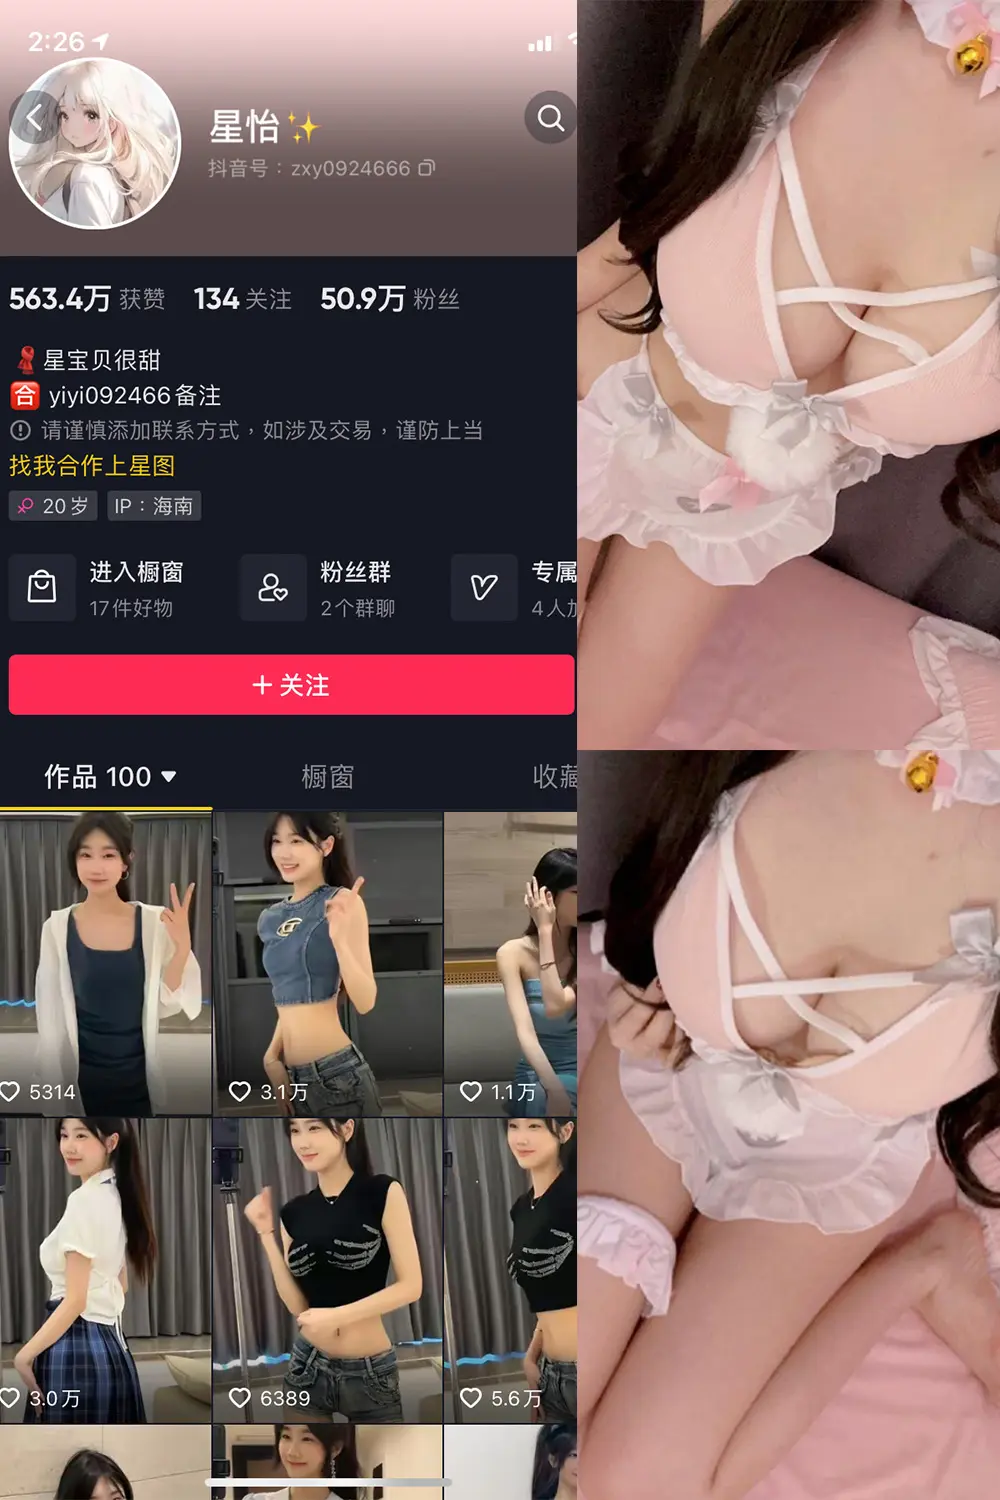 2:26
星怡✨
抖音号：zxy0924666
563.4万 获赞 134 关注 50.9万 粉丝
星宝贝很甜
🈴 yiyi092466备注
请谨慎添加联系方式，如涉及交易，谨防上当
找我合作上星图
20岁 IP：海南
进入橱窗 粉丝群 专属
17件好物 2个群聊 4人加
+ 关注
作品 100 橱窗 收藏
5314 3.1万 1.1万
3.0万 6389 5.6万